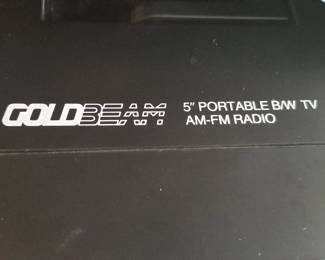 GOLDBEAM 5" PORTABLE B/W TV
AM-FM RADIO